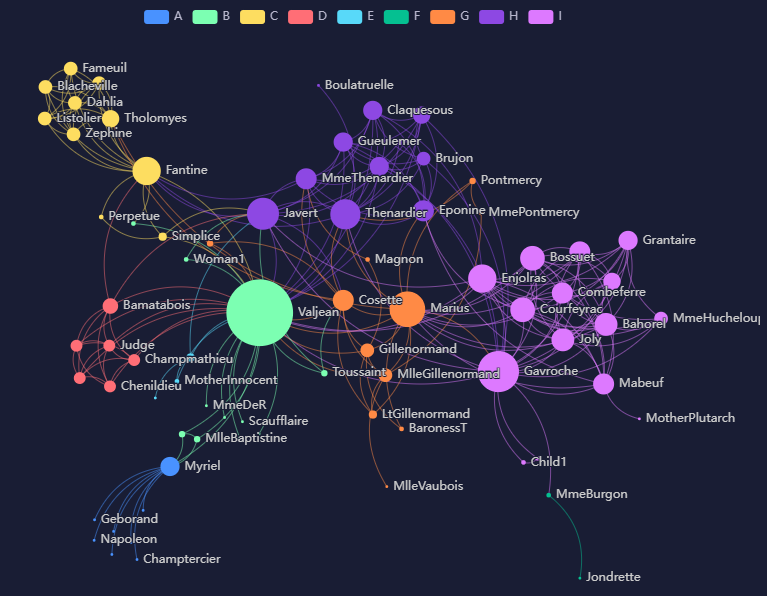 A B C D E F G H I
Fameuil
Blacheville
Dahlia
Listolier
Tholomyes
Zephine
Boulatruelle
Claquesous
Gueulemer
Brujon
Fantine
MmeThenardier
Pontmercy
Perpetue
Javert
Thenardier
Eponine
MmePontmercy
Simplice
Woman1
Magnon
Grantaire
Bossuet
Enjolras
Combeferre
Cosette
Bamatabois
Valjean
Marius
Courfeyrac
Bahorel
MmeHucheloup
Judge
Champmathieu
Gillenormand
Joly
Chenildieu
MotherInnocent
Toussaint
MlleGillenormand
Gavroche
Mabeuf
MmeDeR
Scaufflaire
LtGillenormand
BaronessT
MotherPlutarch
MlleBaptistine
Myriel
Child1
MlleVaubois
MmeBurgon
Geborand
Napoleon
Champtercier
Jondrette